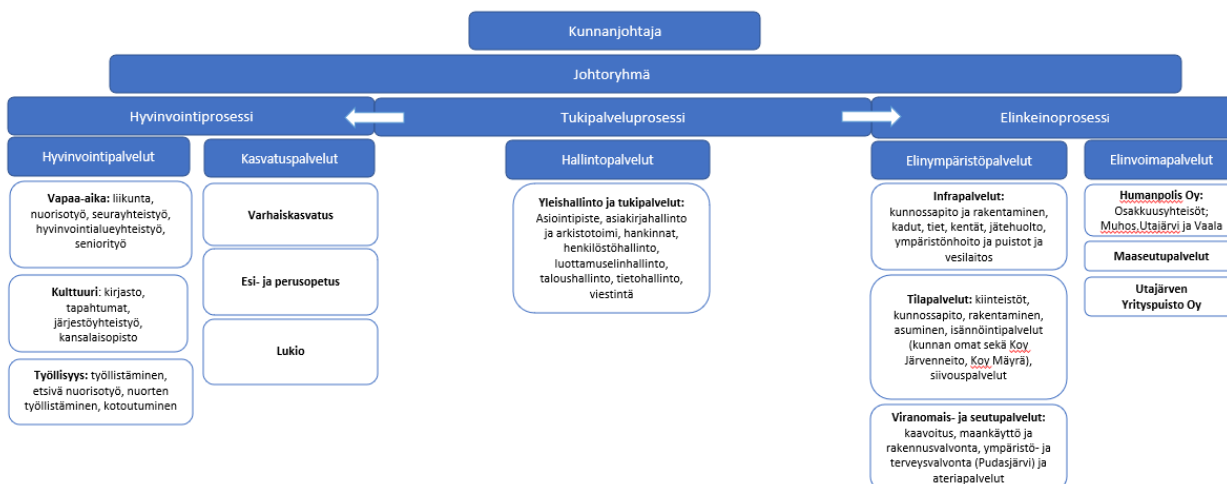 Kunnanjohtaja
Johtoryhmä
Hyvinvointiprosessi
Tukipalveluprosessi
Elinkeinoprosessi
Hyvinvointipalvelut
Kasvatuspalvelut
Hallintopalvelut
Elinympäristöpalvelut
Elinvoimapalvelut
Vapaa-aika: liikunta,
nuorisotyö, seurayhteistyö,
hyvinvointialueyhteistyö,
seniorityö
Kulttuuri: kirjasto,
tapahtumat,
järjestöyhteistyö,
kansalaisopisto
Työllisyys: työllistäminen,
etsivä nuorisotyö, nuorten
työllistäminen, kotoutuminen
Varhaiskasvatus
Esi- ja perusopetus
Lukio
Yleishallinto ja tukipalvelut:
Asiointipiste, asiakirjahallinto
ja arkistotoimi, hankinnat,
henkilöstöhallinto,
luottamuselinhallinto,
taloushallinto, tietohallinto,
viestintä
Infrapalvelut:
kunnossapito ja rakentaminen,
kadut, tiet, kentät, jätehuolto,
ympäristönhoito ja puistot ja
vesilaitos
Tilapalvelut: kiinteistöt,
kunnossapito, rakentaminen,
asuminen, isännöintipalvelut
(kunnan omat sekä Koy
Järvenneito, Koy Mäyrä),
siivouspalvelut
Viranomais- ja seutupalvelut:
kaavoitus, maankäyttö ja
rakennusvalvonta, ympäristö- ja
terveysvalvonta (Pudasjärvi) ja
ateriapalvelut
Humanpolis Oy:
Osakkuusyhteisöt;
Muhos,Utajärvi ja Vaala
Maaseutupalvelut
Utajärven
Yrityspuisto Oy